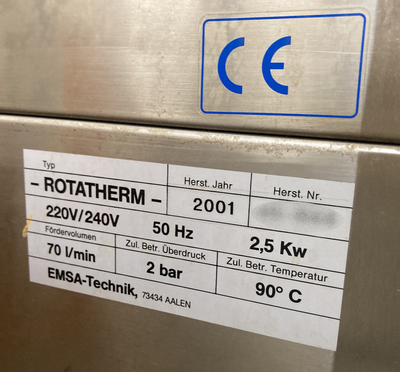 CE
Typ
- ROTATHERM -
Herst. Jahr
2001
Herst. Nr.
220V/240V
50 Hz
2,5 Kw
Fördervolumen
70 l/min
Zul. Betr. Überdruck
2 bar
Zul. Betr. Temperatur
90° C
EMSA-Technik, 73434 AALEN